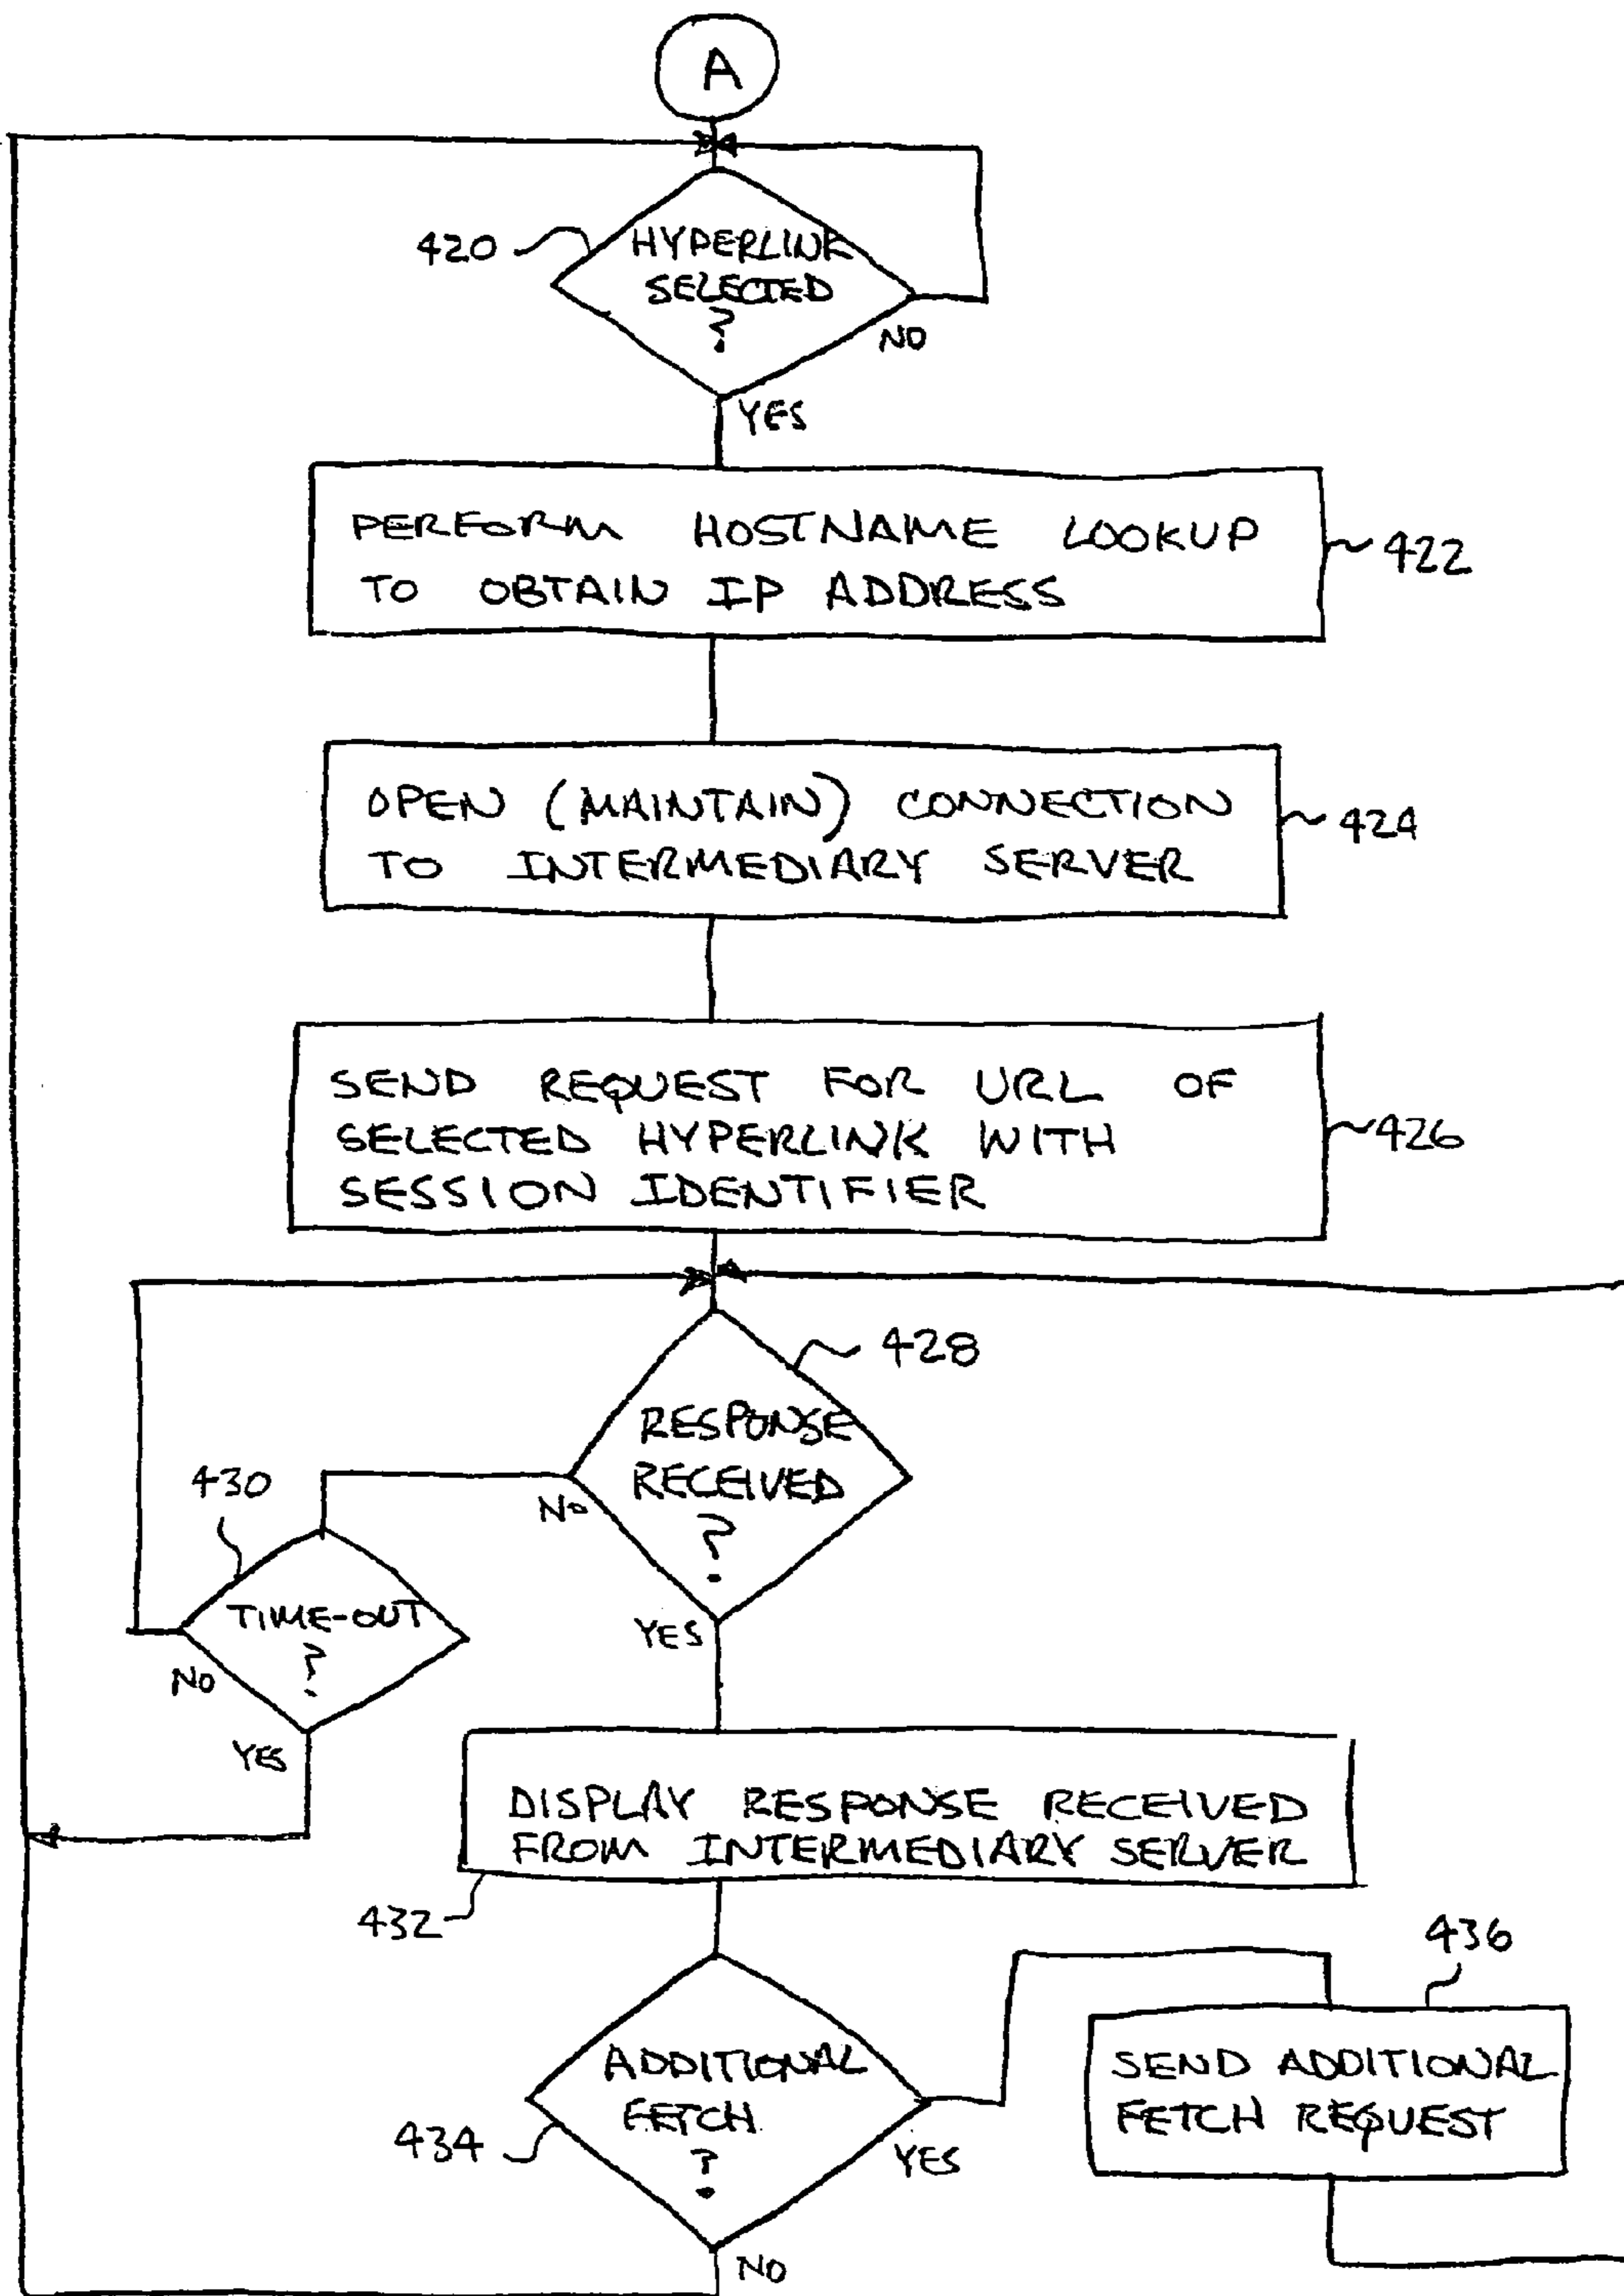 A
420
HYPERLINK
SELECTED
?
NO
YES
PERFORM HOSTNAME LOOKUP
TO OBTAIN IP ADDRESS
422
OPEN (MAINTAIN) CONNECTION
TO INTERMEDIARY SERVER
424
SEND REQUEST FOR URL OF
SELECTED HYPERLINK WITH
SESSION IDENTIFIER
426
428
RESPONSE
RECEIVED
?
NO
YES
430
TIME-OUT
?
NO
YES
DISPLAY RESPONSE RECEIVED
FROM INTERMEDIARY SERVER
432
434
ADDITIONAL
FETCH
?
YES
NO
436
SEND ADDITIONAL
FETCH REQUEST